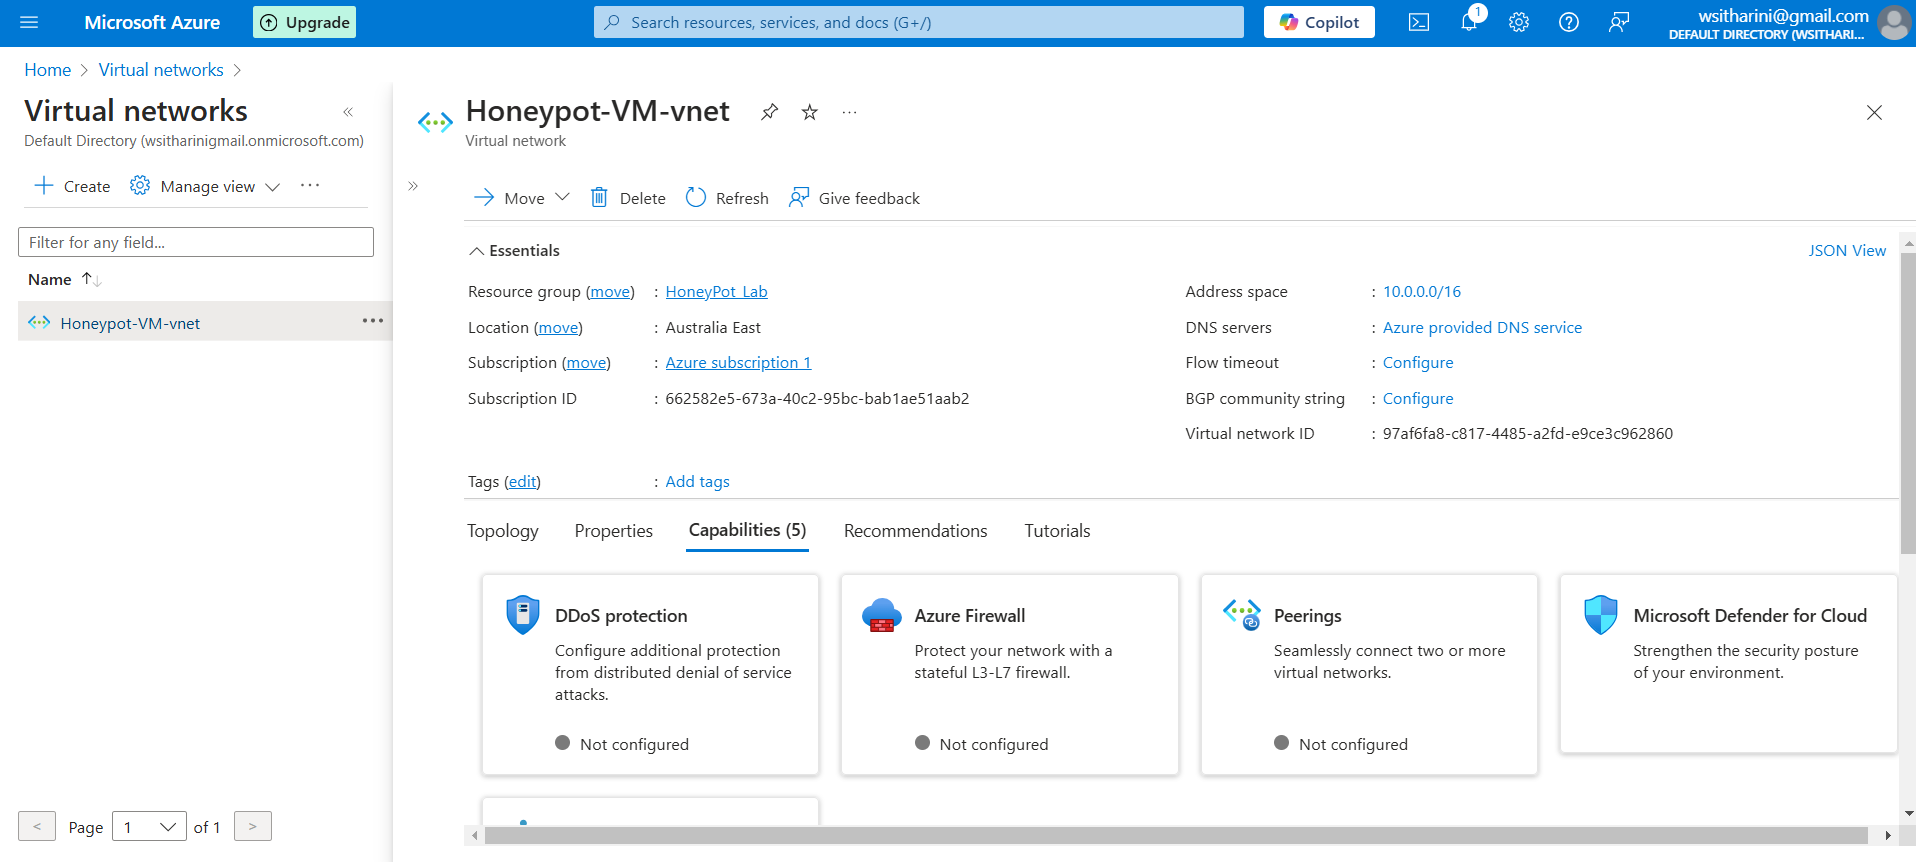 Microsoft Azure
Upgrade
Search resources, services, and docs (G+/)
Copilot
1
wsitharini@gmail.com
DEFAULT DIRECTORY (WSITHARI...
Home > Virtual networks >
Virtual networks
«
Default Directory (wsitharinigmail.onmicrosoft.com)
Create
Manage view
...
Filter for any field...
Name
Honeypot-VM-vnet
...
< Page 1 of 1 >
Honeypot-VM-vnet
...
Virtual network
»
Move
Delete
Refresh
Give feedback
Essentials
JSON View
Resource group (move) : HoneyPot_Lab
Location (move) : Australia East
Subscription (move) : Azure subscription 1
Subscription ID : 662582e5-673a-40c2-95bc-bab1ae51aab2
Address space : 10.0.0.0/16
DNS servers : Azure provided DNS service
Flow timeout : Configure
BGP community string : Configure
Virtual network ID : 97af6fa8-c817-4485-a2fd-e9ce3c962860
Tags (edit) : Add tags
Topology
Properties
Capabilities (5)
Recommendations
Tutorials
DDoS protection
Configure additional protection
from distributed denial of service
attacks.
Not configured
Azure Firewall
Protect your network with a
stateful L3-L7 firewall.
Not configured
Peerings
Seamlessly connect two or more
virtual networks.
Not configured
Microsoft Defender for Cloud
Strengthen the security posture
of your environment.